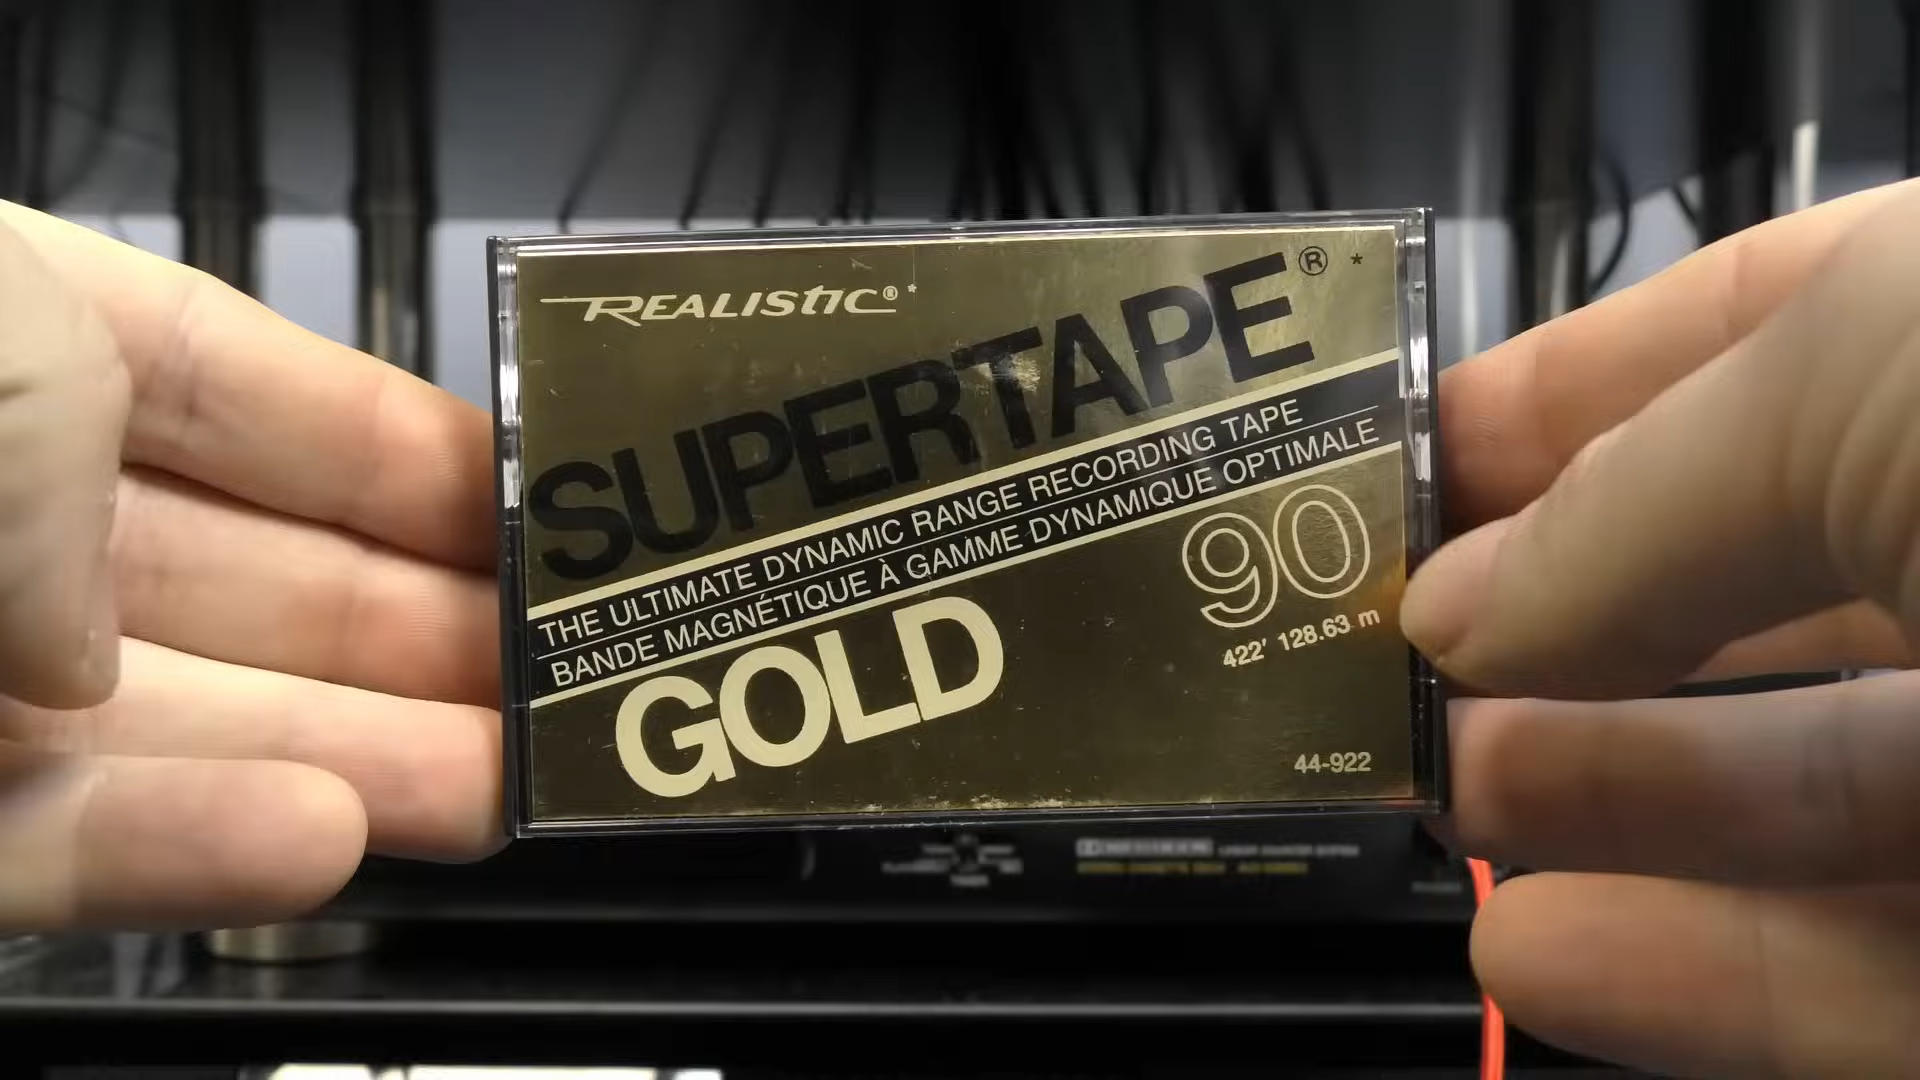 REALISTIC®*
SUPERTAPE® *
THE ULTIMATE DYNAMIC RANGE RECORDING TAPE
BANDE MAGNÉTIQUE À GAMME DYNAMIQUE OPTIMALE
GOLD
90
422' 128.63 m
44-922